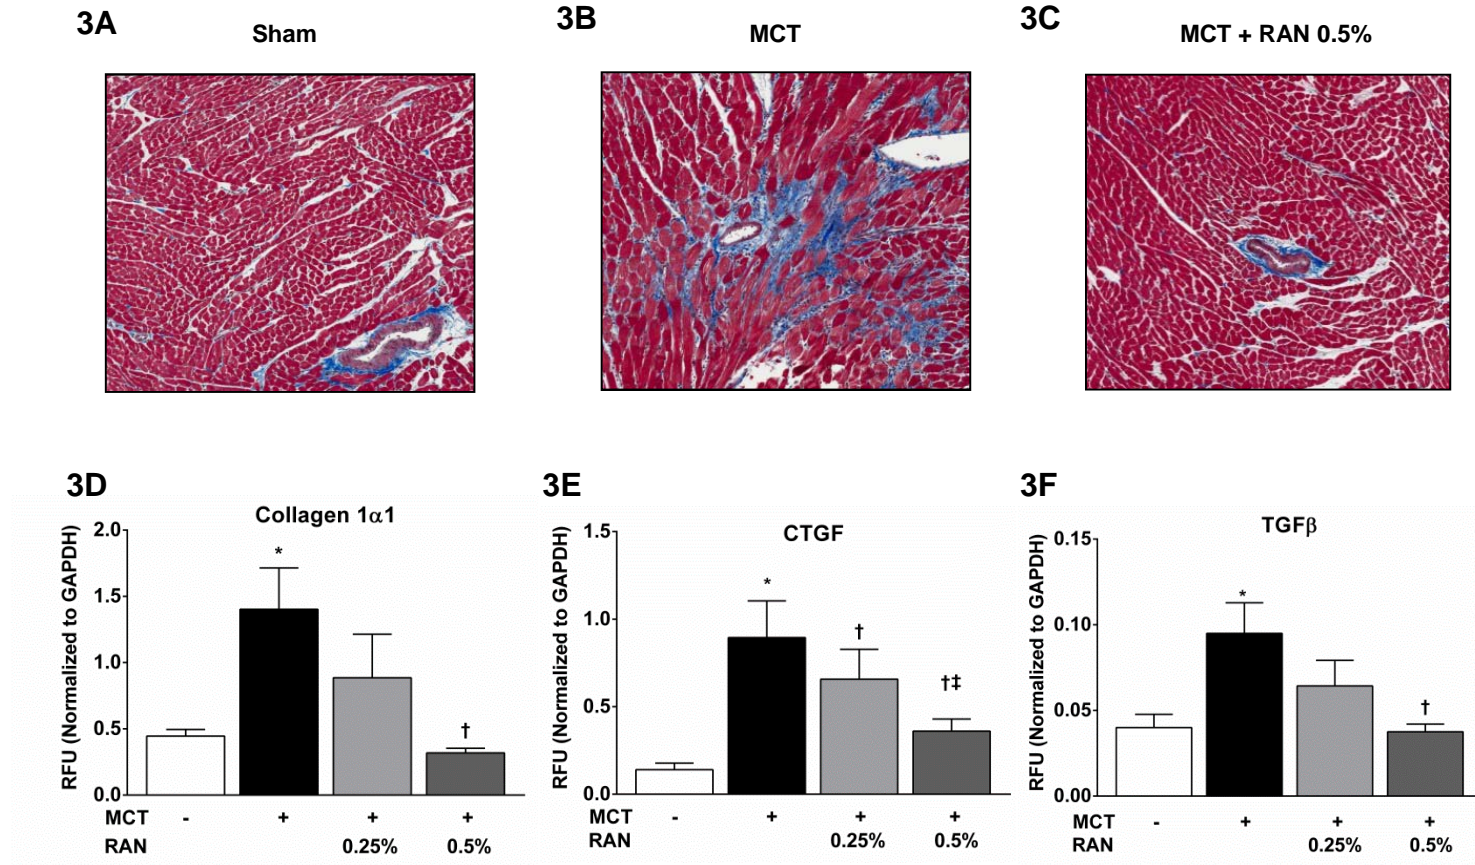 3A
Sham
3B
MCT
3C
MCT + RAN 0.5%
3D
Collagen 1α1
RFU (Normalized to GAPDH)
2.0
1.5
1.0
0.5
0.0
*
†
MCT - + + +
RAN 0.25% 0.5%
3E
CTGF
RFU (Normalized to GAPDH)
1.5
1.0
0.5
0.0
*
†
†‡
MCT - + + +
RAN 0.25% 0.5%
3F
TGFβ
RFU (Normalized to GAPDH)
0.15
0.10
0.05
0.00
*
†
MCT - + + +
RAN 0.25% 0.5%